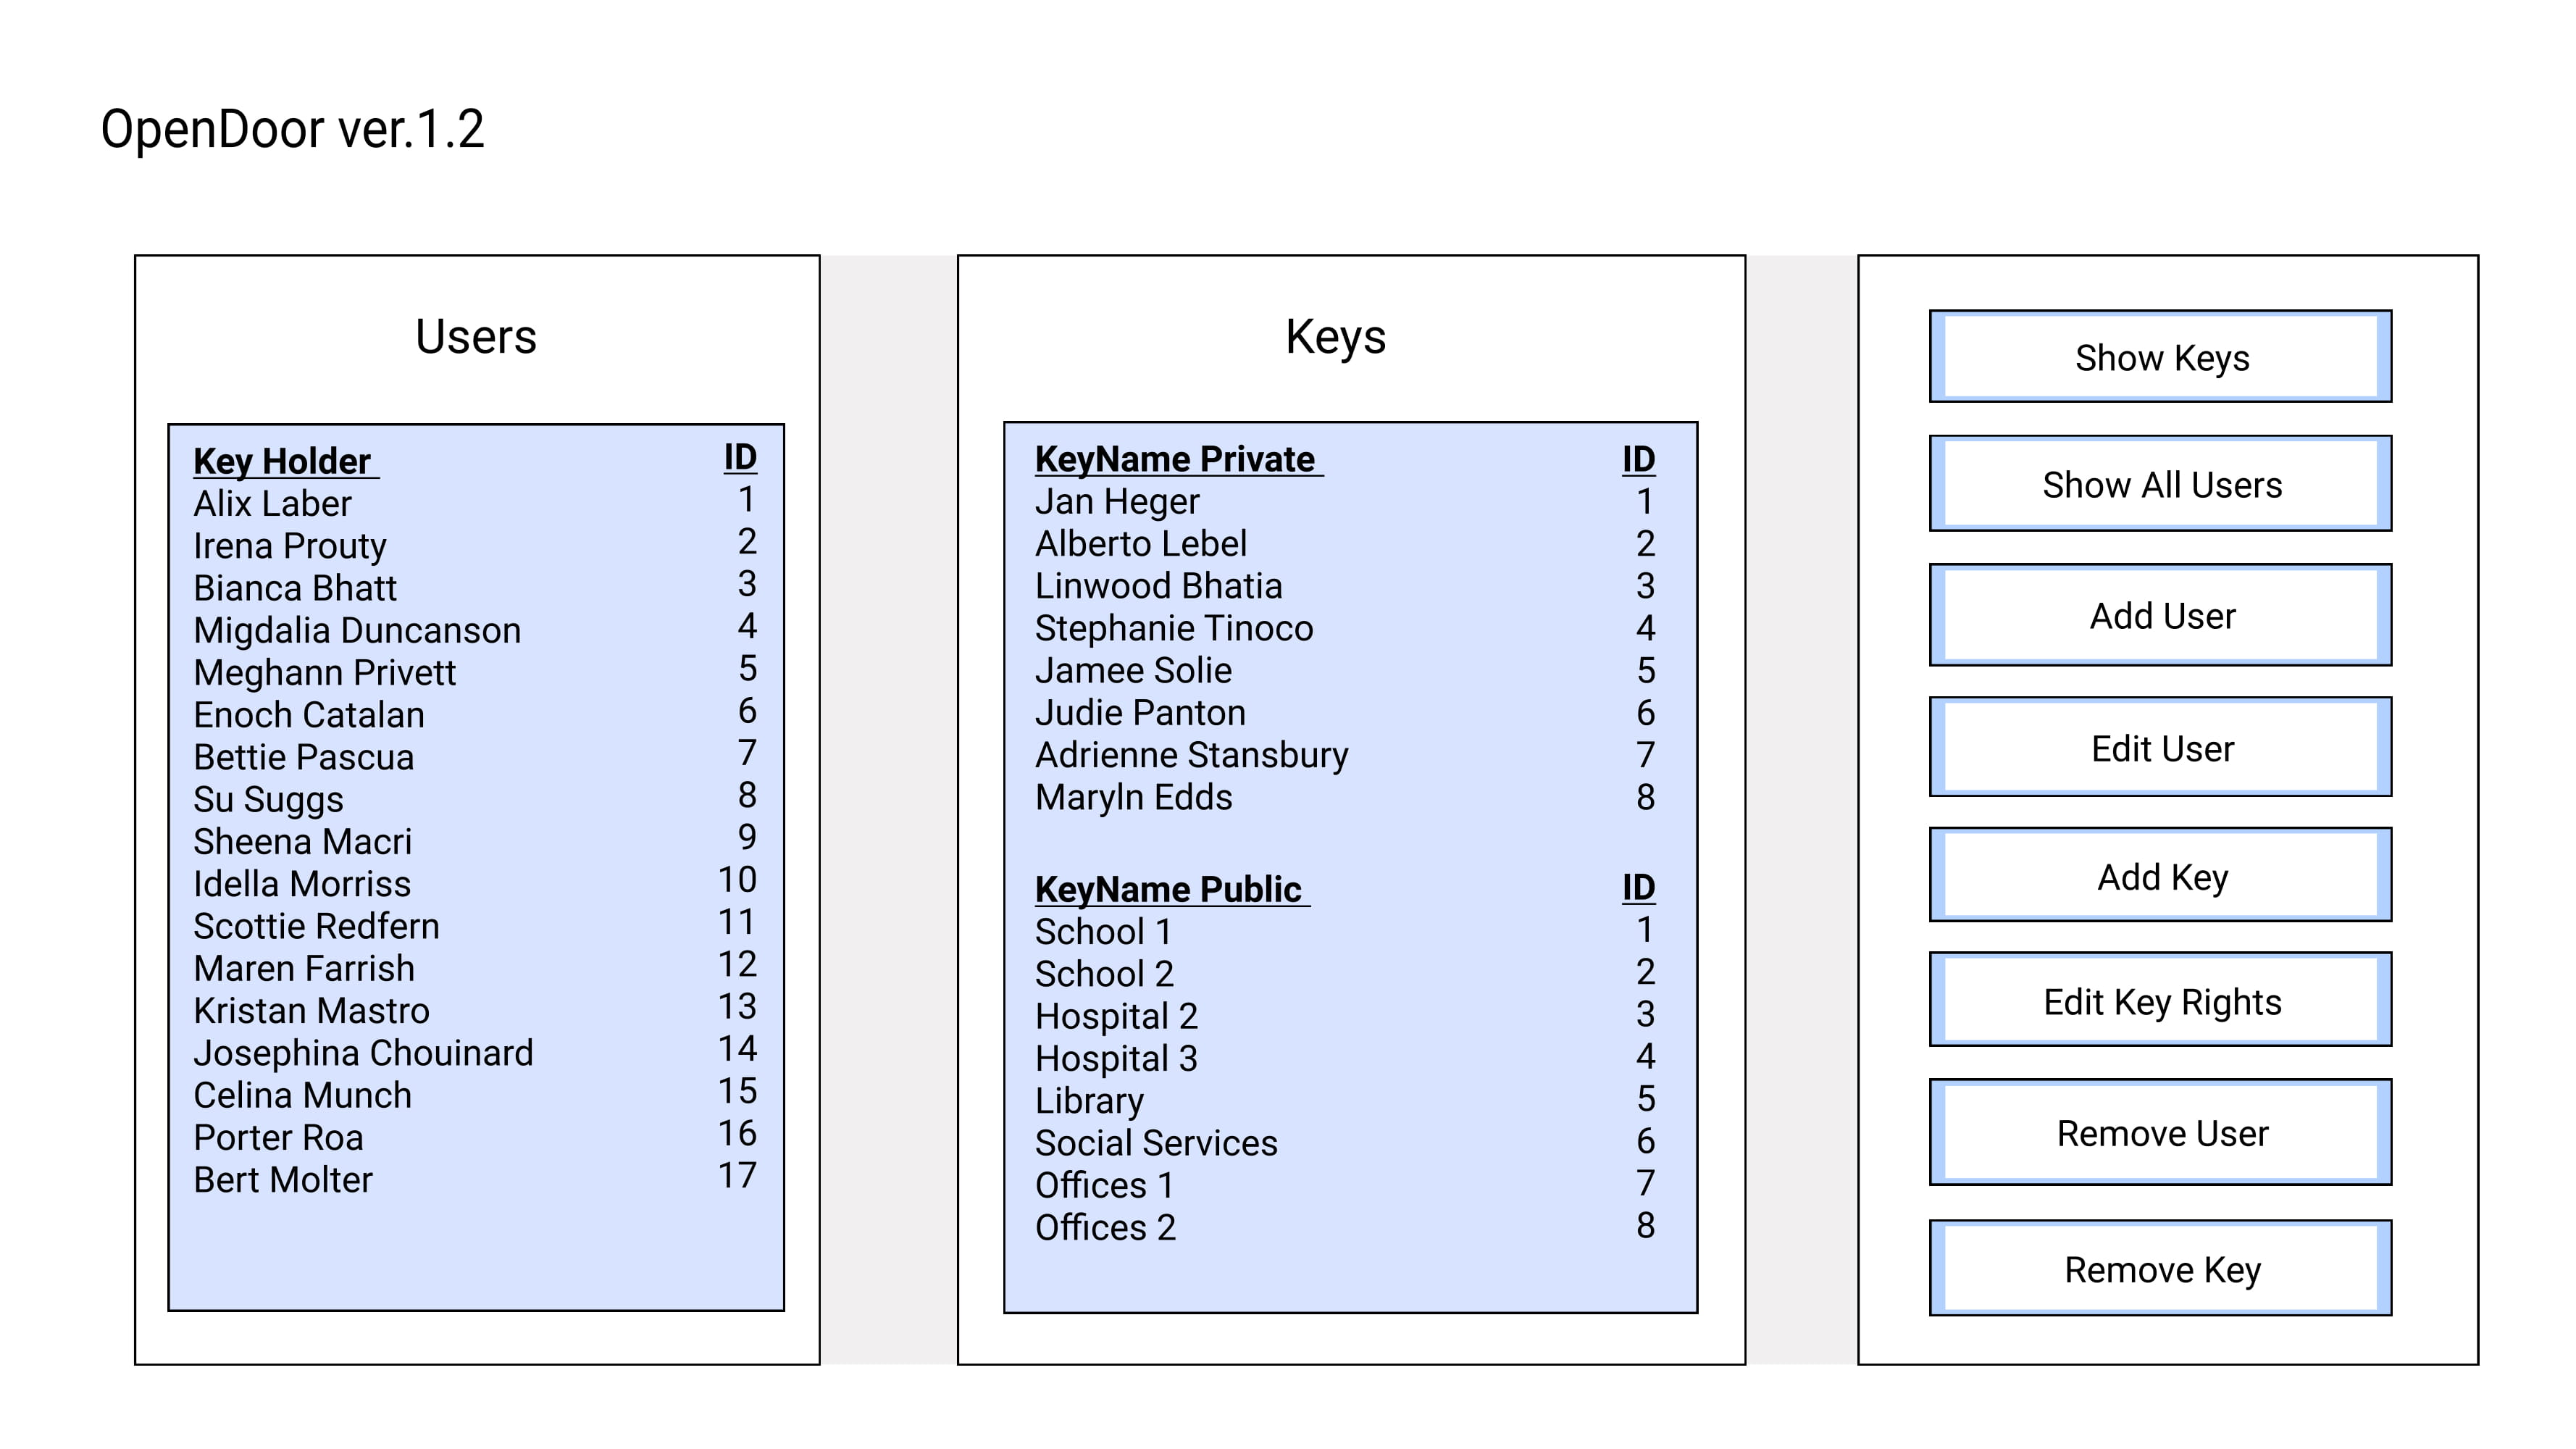 OpenDoor ver.1.2
Users
Key Holder ID
Alix Laber 1
Irena Prouty 2
Bianca Bhatt 3
Migdalia Duncanson 4
Meghann Privett 5
Enoch Catalan 6
Bettie Pascua 7
Su Suggs 8
Sheena Macri 9
Idella Morriss 10
Scottie Redfern 11
Maren Farrish 12
Kristan Mastro 13
Josephina Chouinard 14
Celina Munch 15
Porter Roa 16
Bert Molter 17
Keys
KeyName Private ID
Jan Heger 1
Alberto Lebel 2
Linwood Bhatia 3
Stephanie Tinoco 4
Jamee Solie 5
Judie Panton 6
Adrienne Stansbury 7
Maryln Edds 8
KeyName Public ID
School 1 1
School 2 2
Hospital 2 3
Hospital 3 4
Library 5
Social Services 6
Offices 1 7
Offices 2 8
Show Keys
Show All Users
Add User
Edit User
Add Key
Edit Key Rights
Remove User
Remove Key